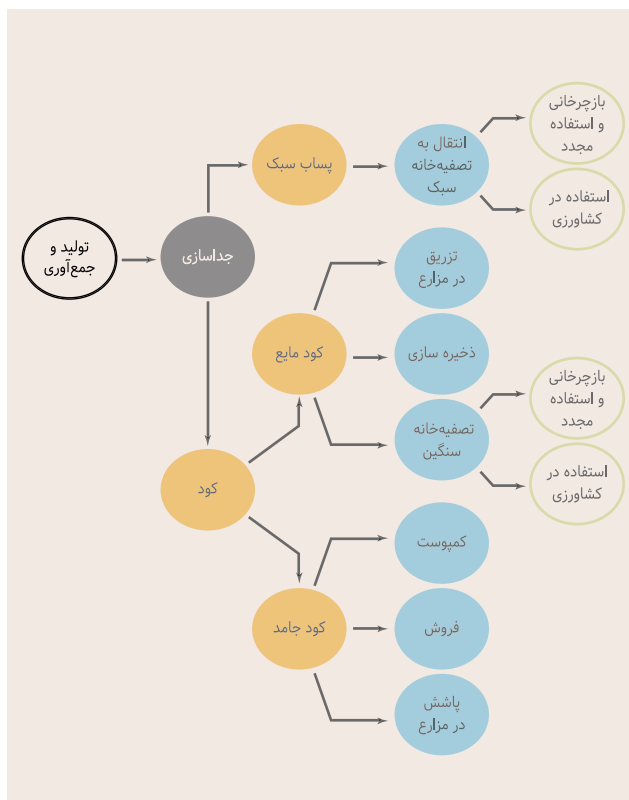 تولید و
جمع‌آوری
جداسازی
پساب سبک
انتقال به
تصفیه‌خانه
سبک
بازچرخانی
و استفاده
مجدد
استفاده در
کشاورزی
کود
کود مایع
تزریق
در مزارع
ذخیره سازی
تصفیه‌خانه
سنگین
بازچرخانی
و استفاده
مجدد
استفاده در
کشاورزی
کود جامد
کمپوست
فروش
پاشش
در مزارع